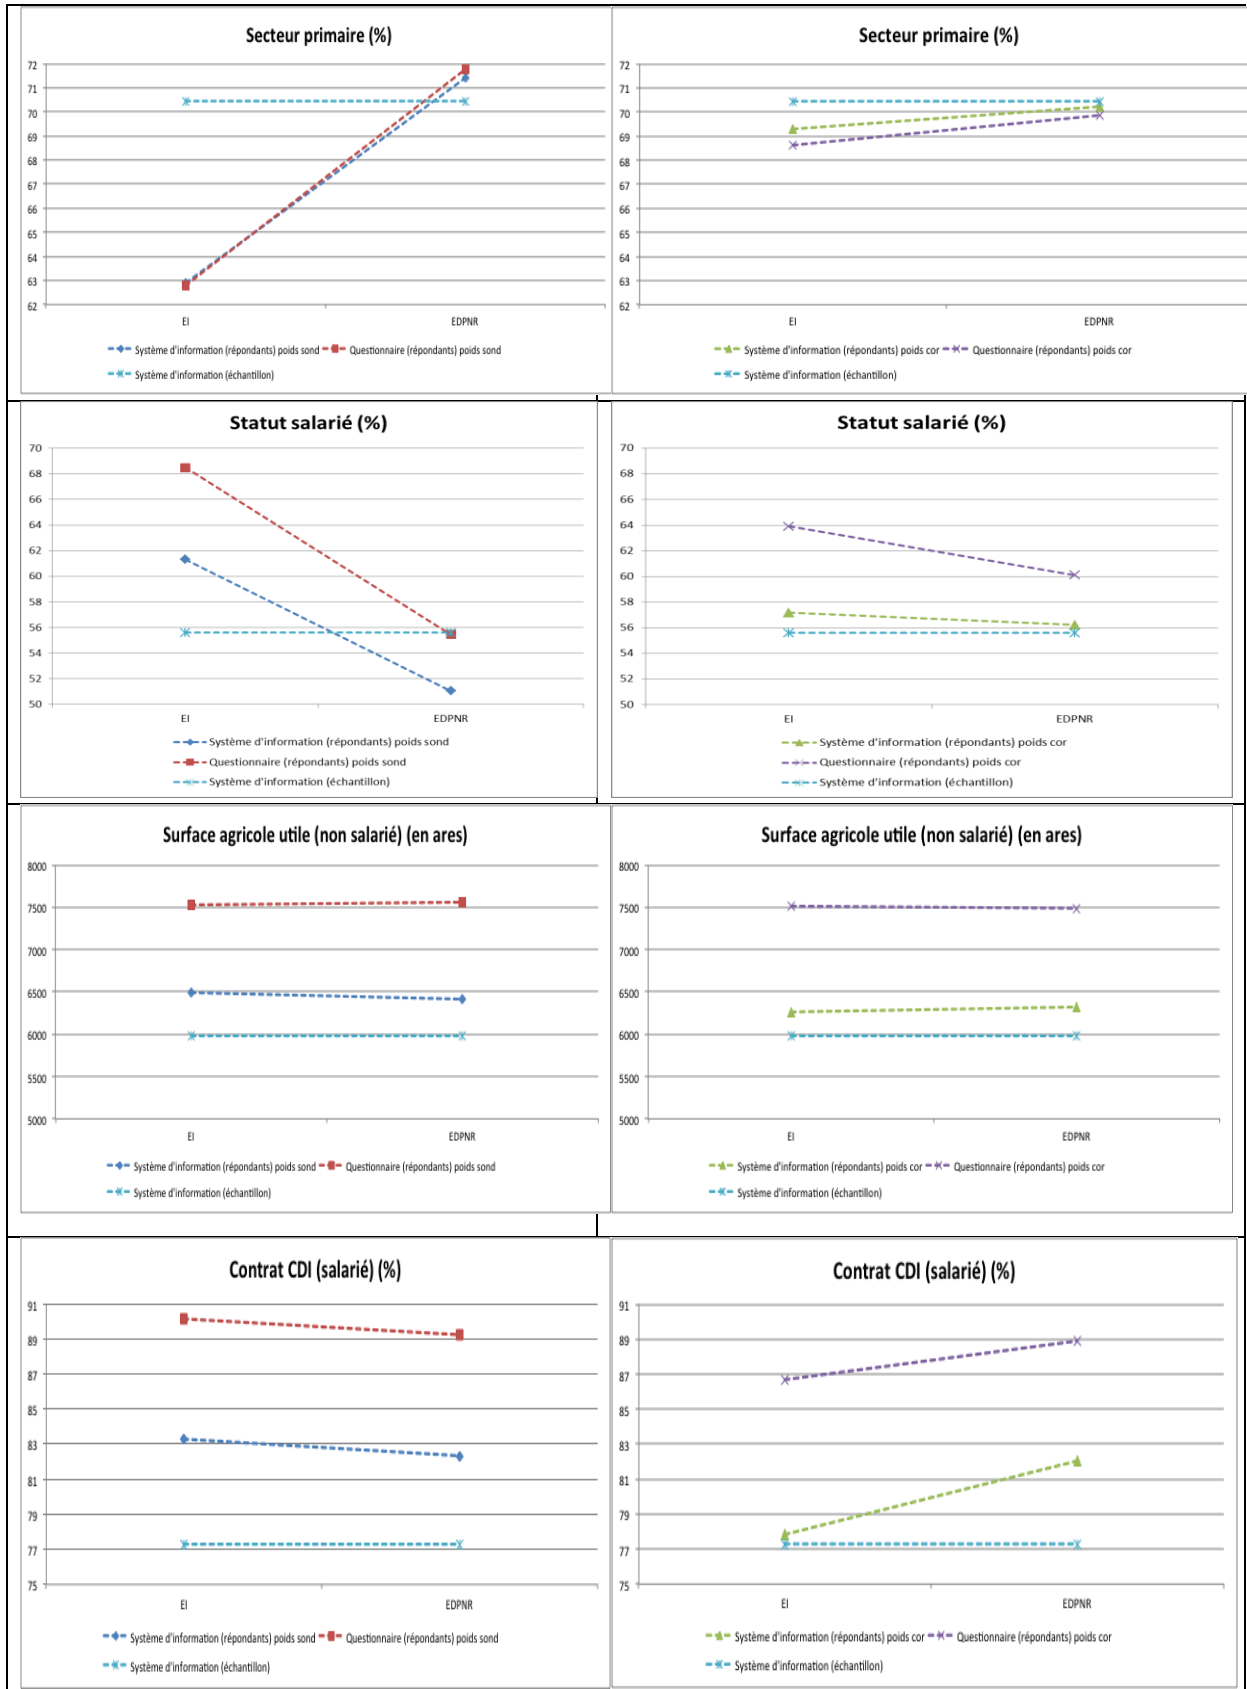 Secteur primaire (%)
72
71
70
69
68
67
66
65
64
63
62
EI
EDPNR
Système d'information (répondants) poids sond
Questionnaire (répondants) poids sond
Système d'information (échantillon)
Secteur primaire (%)
72
71
70
69
68
67
66
65
64
63
62
EI
EDPNR
Système d'information (répondants) poids cor
Questionnaire (répondants) poids cor
Système d'information (échantillon)
Statut salarié (%)
70
68
66
64
62
60
58
56
54
52
50
EI
EDPNR
Système d'information (répondants) poids sond
Questionnaire (répondants) poids sond
Système d'information (échantillon)
Statut salarié (%)
70
68
66
64
62
60
58
56
54
52
50
EI
EDPNR
Système d'information (répondants) poids cor
Questionnaire (répondants) poids cor
Système d'information (échantillon)
Surface agricole utile (non salarié) (en ares)
8000
7500
7000
6500
6000
5500
5000
EI
EDPNR
Système d'information (répondants) poids sond
Questionnaire (répondants) poids sond
Système d'information (échantillon)
Surface agricole utile (non salarié) (en ares)
8000
7500
7000
6500
6000
5500
5000
EI
EDPNR
Système d'information (répondants) poids cor
Questionnaire (répondants) poids cor
Système d'information (échantillon)
Contrat CDI (salarié) (%)
91
89
87
85
83
81
79
77
75
EI
EDPNR
Système d'information (répondants) poids sond
Questionnaire (répondants) poids sond
Système d'information (échantillon)
Contrat CDI (salarié) (%)
91
89
87
85
83
81
79
77
75
EI
EDPNR
Système d'information (répondants) poids cor
Questionnaire (répondants) poids cor
Système d'information (échantillon)